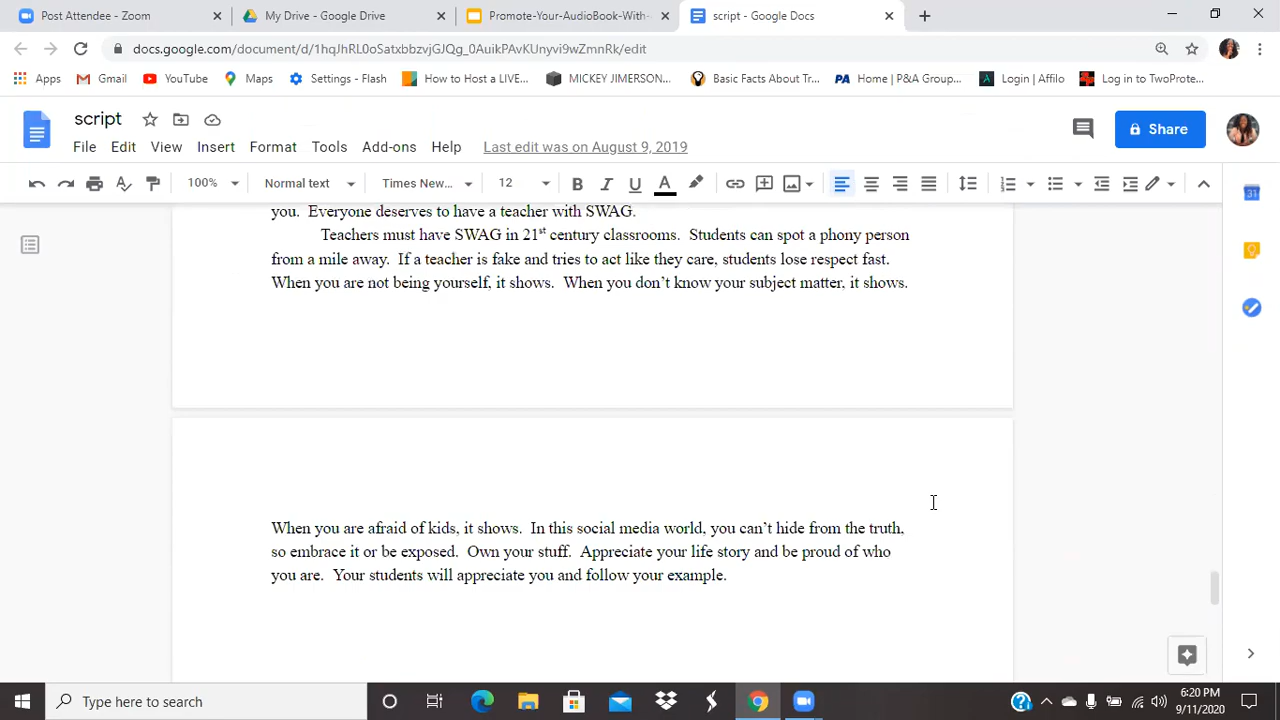 Post Attendee - Zoom
My Drive - Google Drive
Promote-Your-AudioBook-With-
script - Google Docs
docs.google.com/document/d/1hqJhRL0oSatxbbzvjGJQg_0AuikPAvKUnyvi9wZmnRk/edit
Apps
Gmail
YouTube
Maps
Settings - Flash
How to Host a LIVE...
MICKEY JIMERSON...
Basic Facts About Tr...
PA Home | P&A Group...
Login | Affilo
Log in to TwoProte...
script
Share
File Edit View Insert Format Tools Add-ons Help Last edit was on August 9, 2019
100% Normal text Times New... 12 B I U A
31
you. Everyone deserves to have a teacher with SWAG.
Teachers must have SWAG in 21st century classrooms. Students can spot a phony person
from a mile away. If a teacher is fake and tries to act like they care, students lose respect fast.
When you are not being yourself, it shows. When you don't know your subject matter, it shows.
When you are afraid of kids, it shows. In this social media world, you can't hide from the truth,
so embrace it or be exposed. Own your stuff. Appreciate your life story and be proud of who
you are. Your students will appreciate you and follow your example.
Type here to search
6:20 PM
9/11/2020